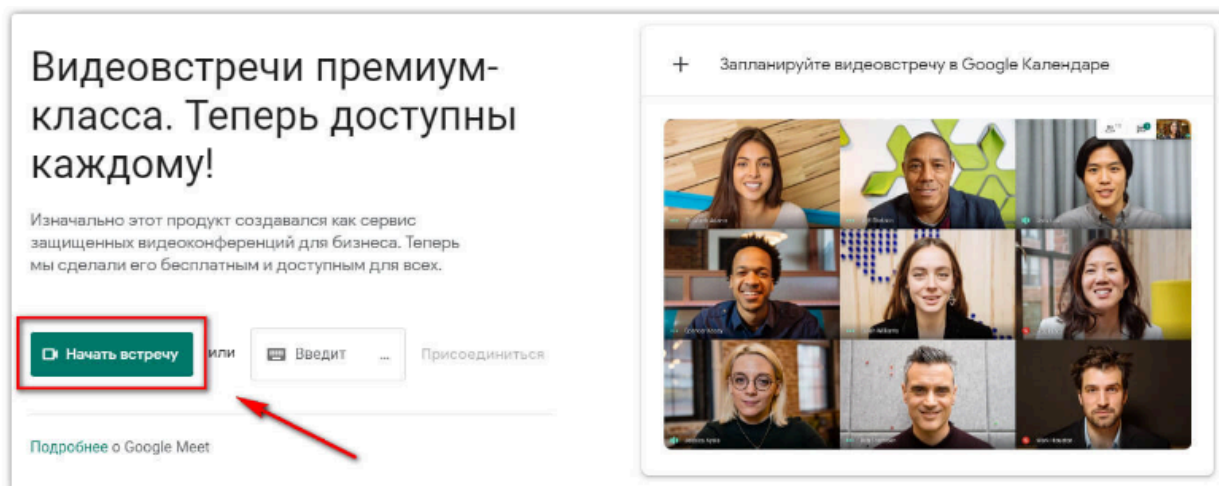 Видеовстречи премиум-
класса. Теперь доступны
каждому!
Изначально этот продукт создавался как сервис
защищенных видеоконференций для бизнеса. Теперь
мы сделали его бесплатным и доступным для всех.
Начать встречу
или
Введит ...
Присоединиться
Подробнее о Google Meet
Запланируйте видеовстречу в Google Календаре